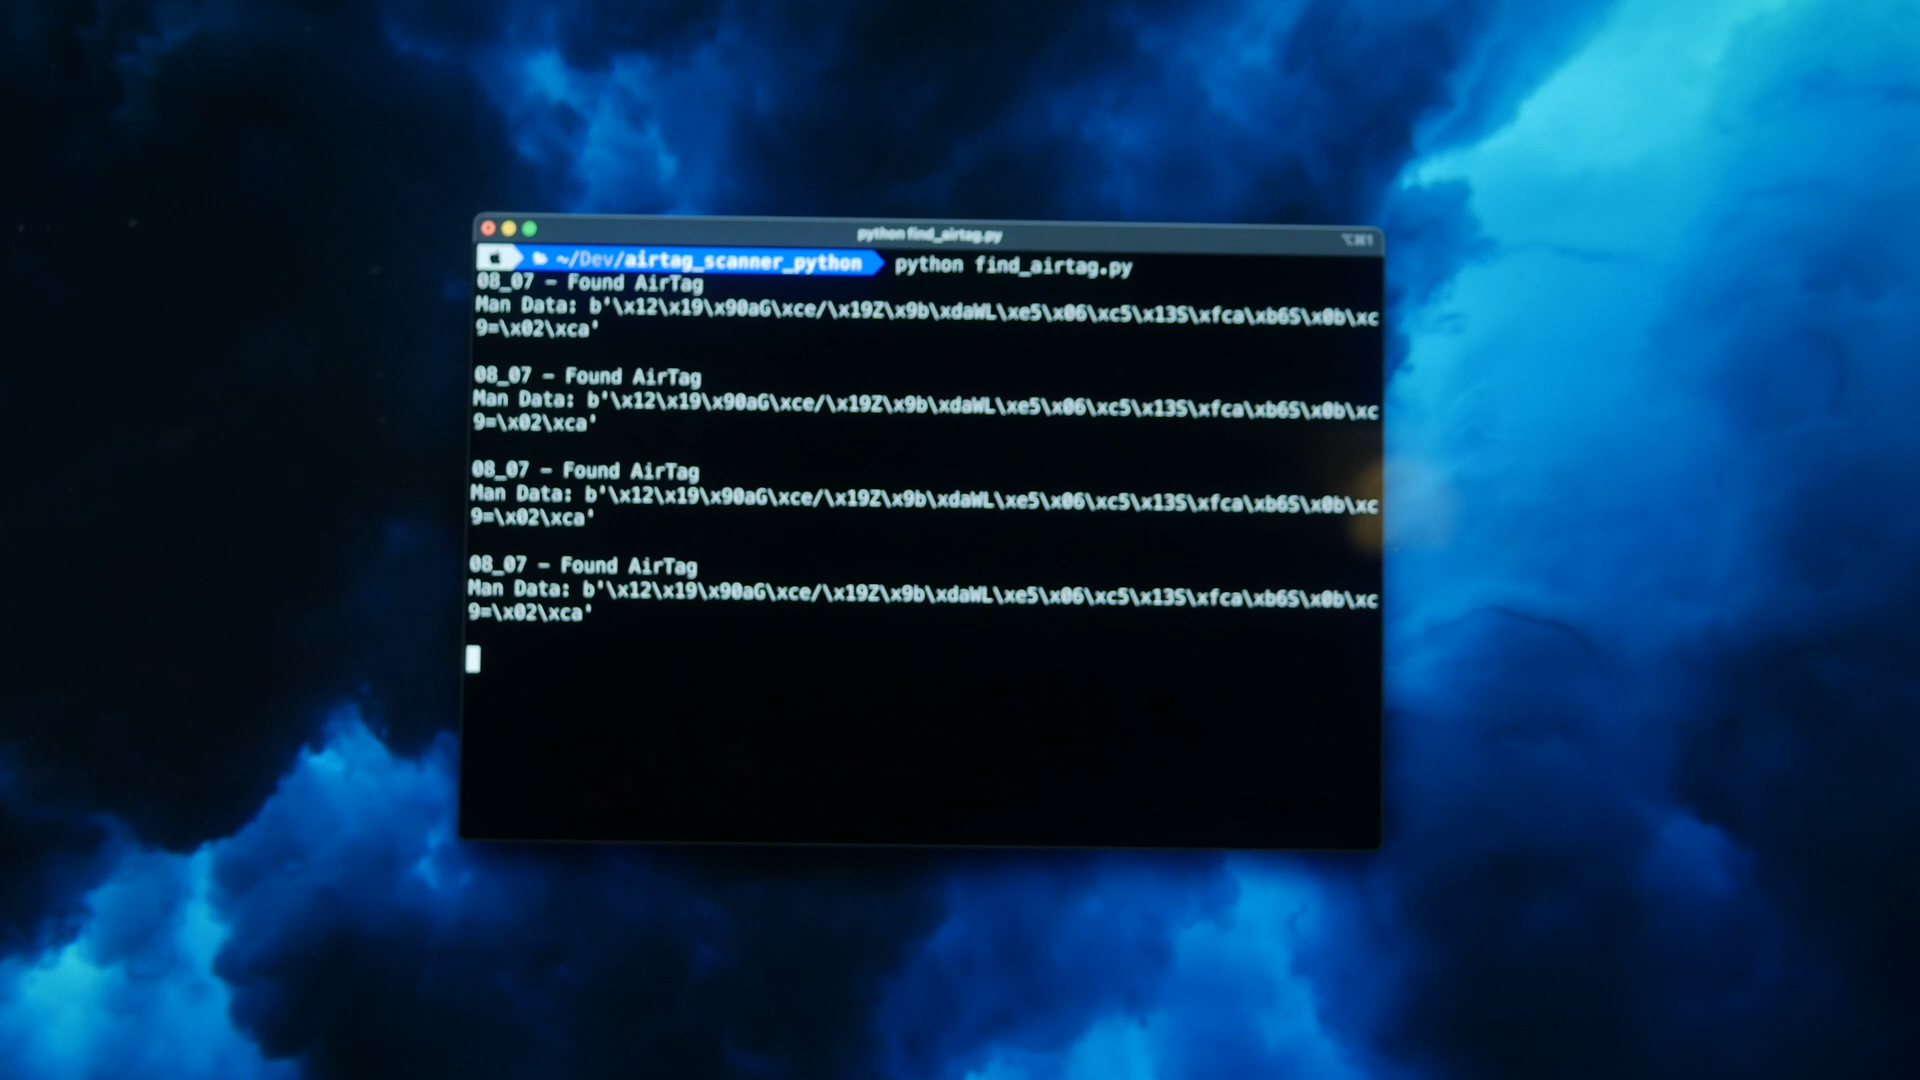 python find_airtag.py
⌥⌘1
~/Dev/airtag_scanner_python python find_airtag.py
08_07 - Found AirTag
Man Data: b'\x12\x19\x90aG\xce/\x19Z\x9b\xdaWL\xe5\x06\xc5\x13S\xfca\xb6S\x0b\xc
9=\x02\xca'
08_07 - Found AirTag
Man Data: b'\x12\x19\x90aG\xce/\x19Z\x9b\xdaWL\xe5\x06\xc5\x13S\xfca\xb6S\x0b\xc
9=\x02\xca'
08_07 - Found AirTag
Man Data: b'\x12\x19\x90aG\xce/\x19Z\x9b\xdaWL\xe5\x06\xc5\x13S\xfca\xb6S\x0b\xc
9=\x02\xca'
08_07 - Found AirTag
Man Data: b'\x12\x19\x90aG\xce/\x19Z\x9b\xdaWL\xe5\x06\xc5\x13S\xfca\xb6S\x0b\xc
9=\x02\xca'